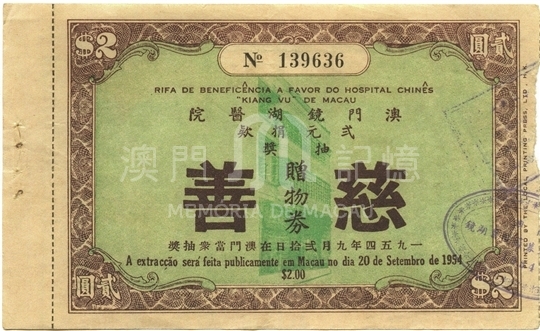 $2
貳圓
Nº 139636
RIFA DE BENEFICÊNCIA A FAVOR DO HOSPITAL CHINÊS
"KIANG VU" DE MACAU
澳門鏡湖醫院
弍元捐款
抽獎
慈善
贈物券
澳門記憶
MEMÓRIA DE MACAU
一九五四年九月弍拾日在澳門當衆抽獎
A extracção será feita publicamente em Macau no dia 20 de Setembro de 1954
$2.00
貳圓
$2
PRINTED BY THE
PRINTING PRESS, LTD.